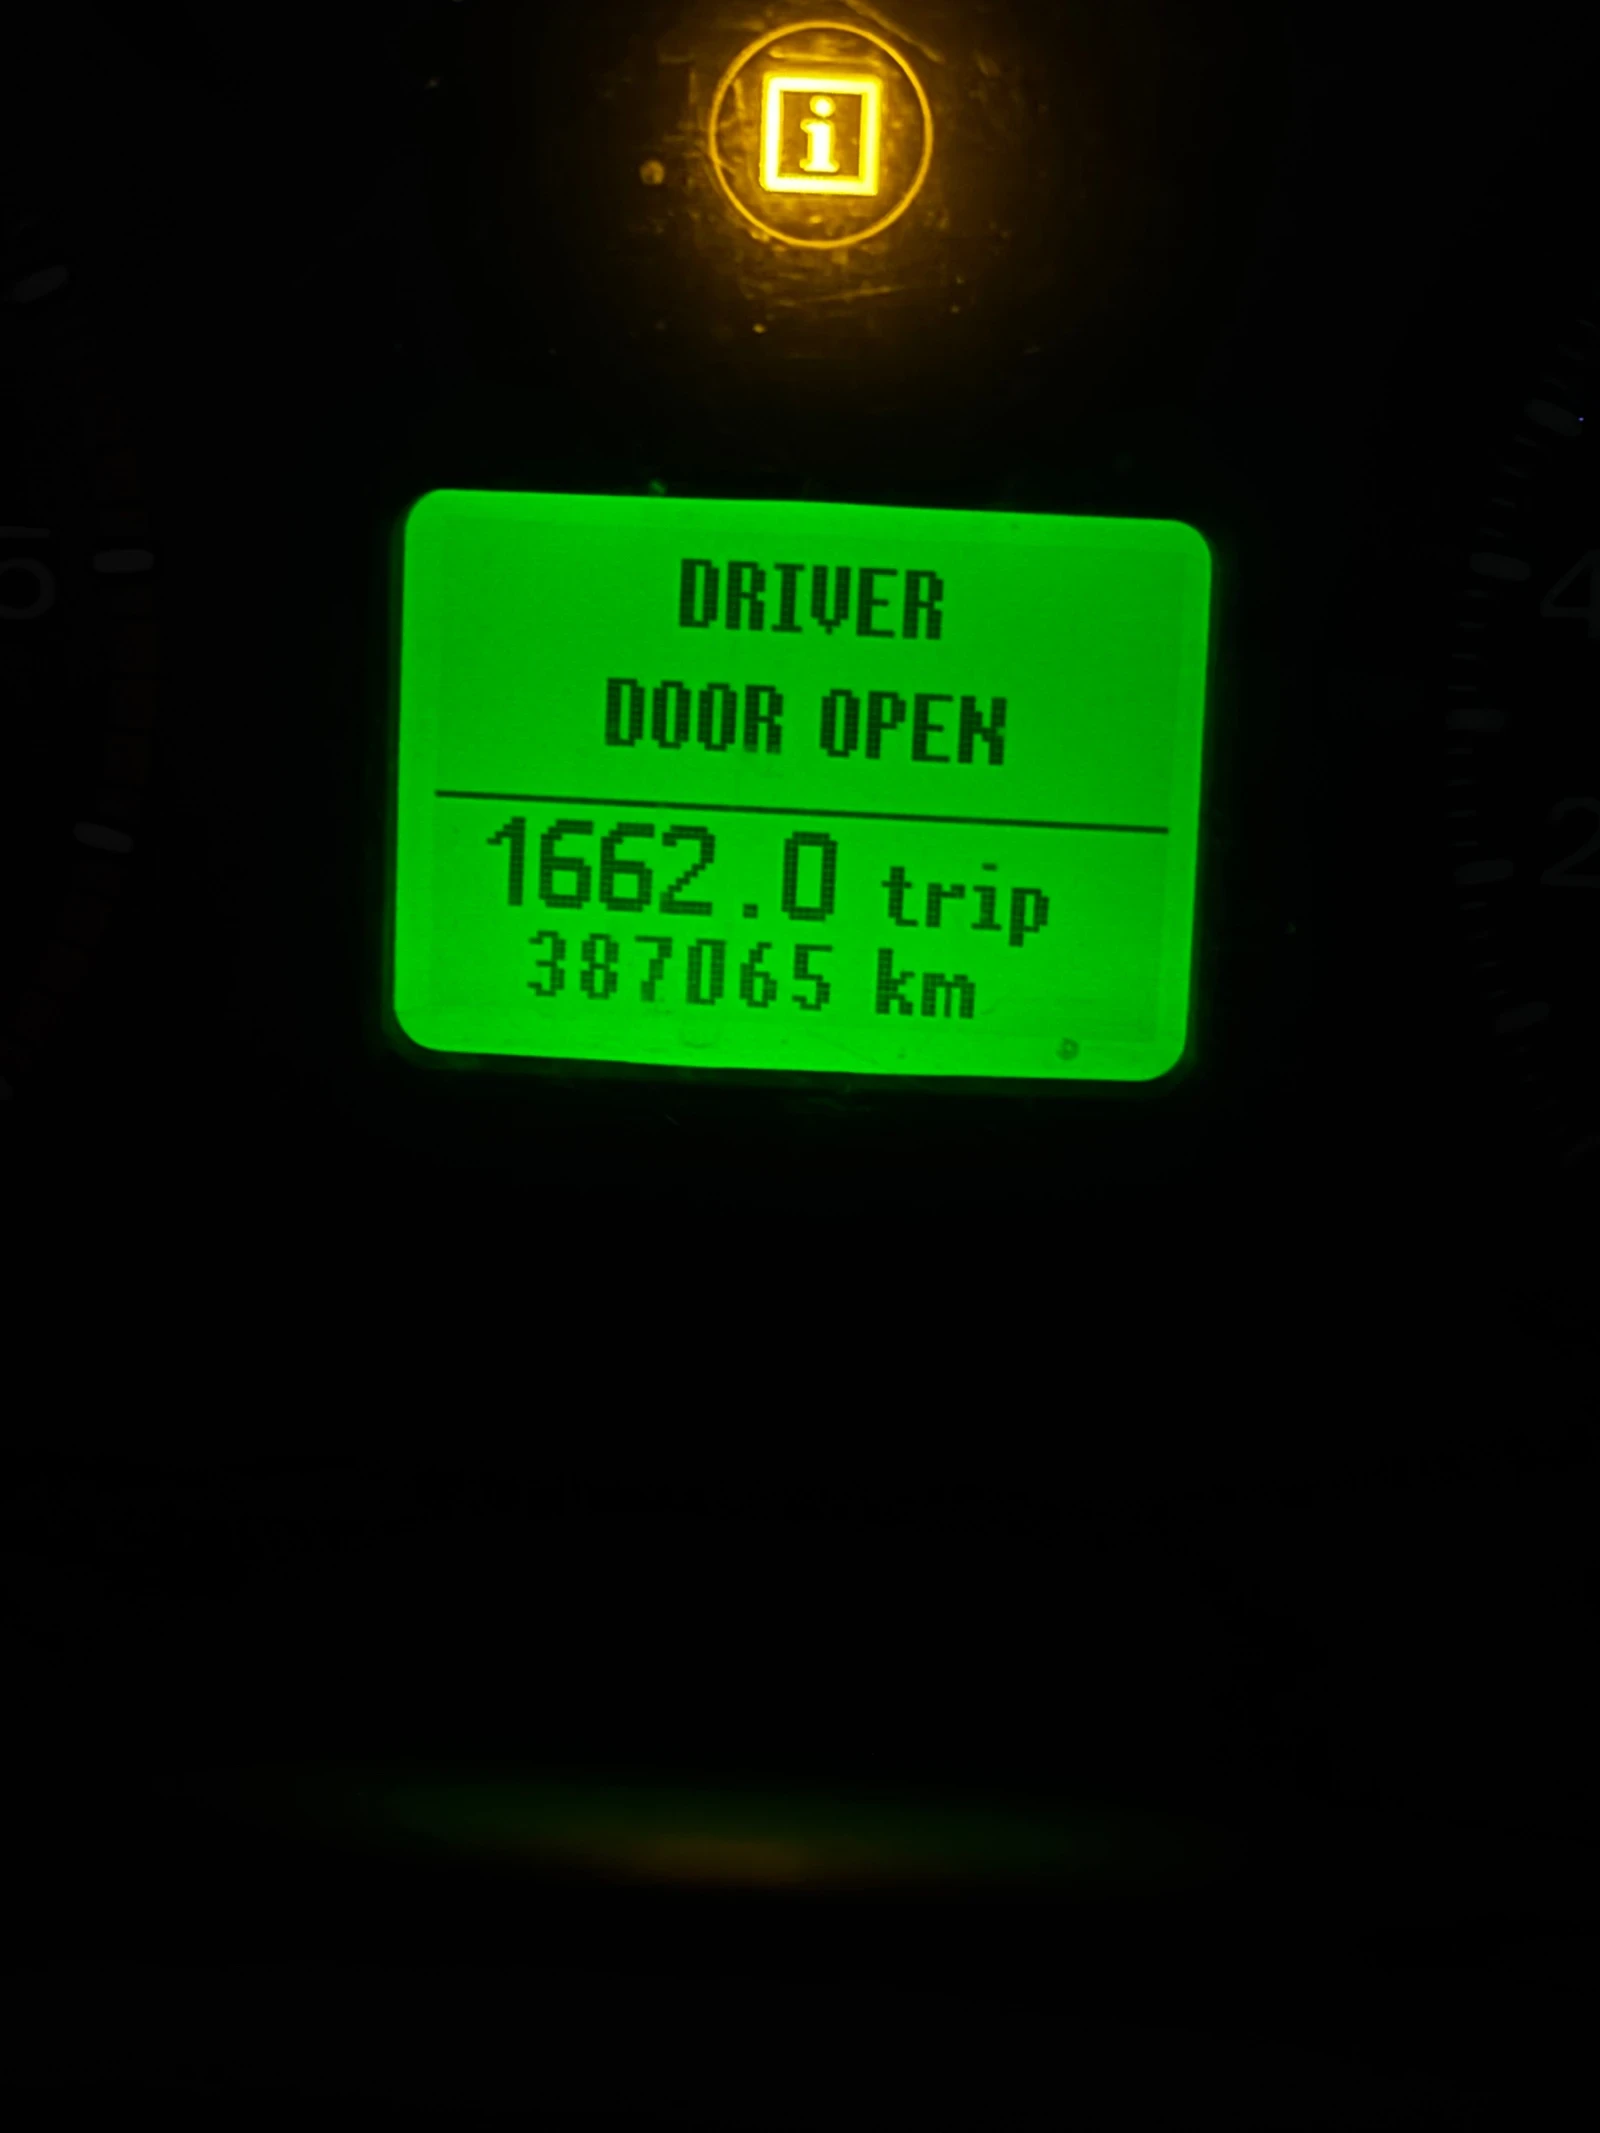 i
DRIVER
DOOR OPEN
1662.0 trip
387065 km